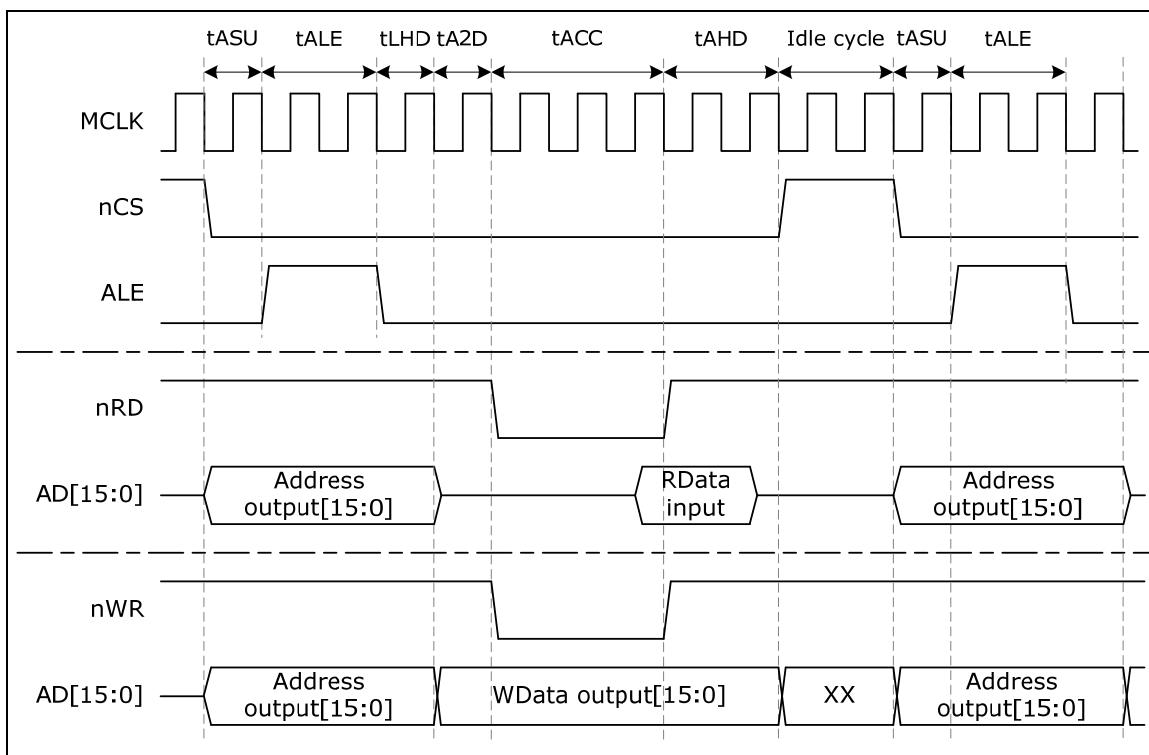 tASU tALE tLHD tA2D tACC tAHD Idle cycle tASU tALE
MCLK
nCS
ALE
nRD
AD[15:0] Address output[15:0] RData input Address output[15:0]
nWR
AD[15:0] Address output[15:0] WData output[15:0] XX Address output[15:0]